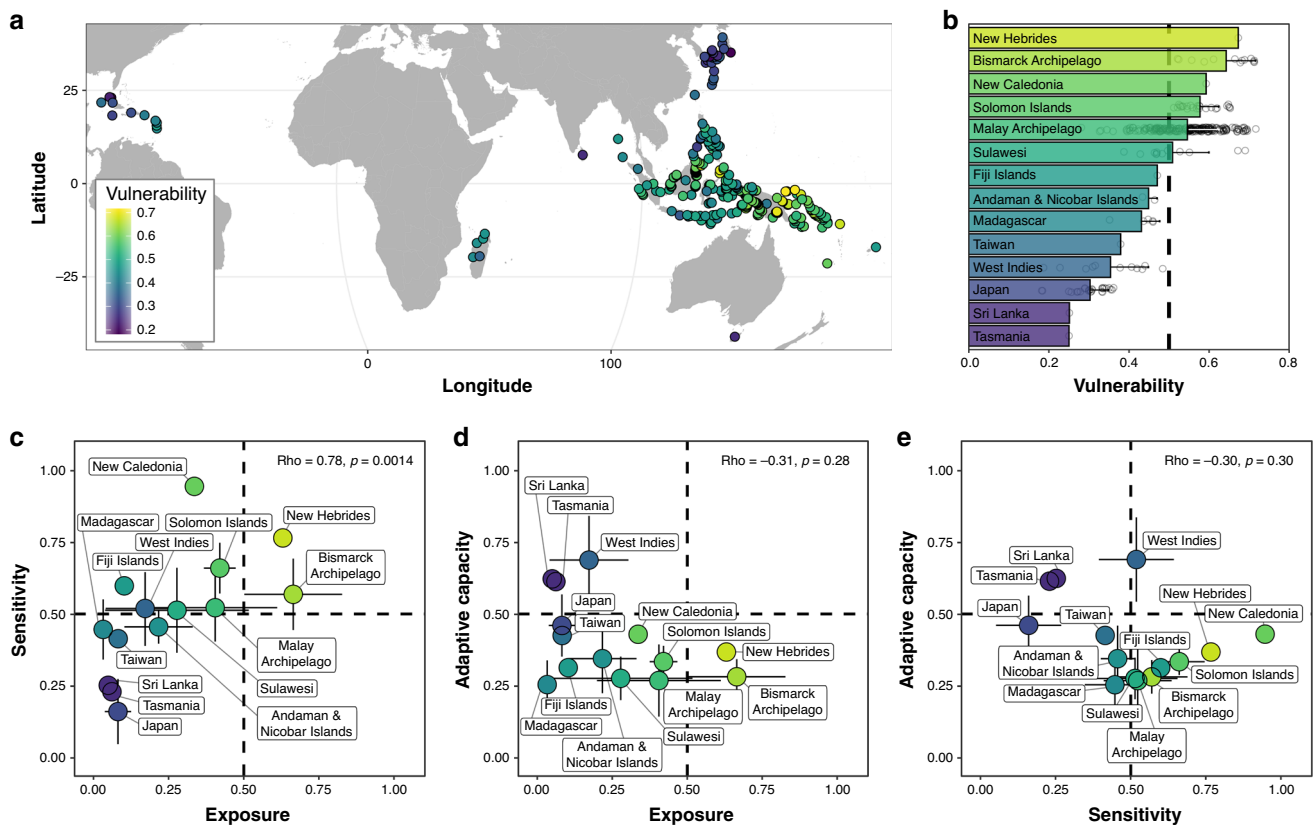 a
Latitude
25
0
−25
Vulnerability
0.7
0.6
0.5
0.4
0.3
0.2
0
100
Longitude
b
New Hebrides
Bismarck Archipelago
New Caledonia
Solomon Islands
Malay Archipelago
Sulawesi
Fiji Islands
Andaman & Nicobar Islands
Madagascar
Taiwan
West Indies
Japan
Sri Lanka
Tasmania
0.0
0.2
0.4
0.6
0.8
Vulnerability
c
Rho = 0.78, p = 0.0014
Sensitivity
1.00
0.75
0.50
0.25
0.00
New Caledonia
Madagascar
Solomon Islands
New Hebrides
West Indies
Fiji Islands
Bismarck
Archipelago
Taiwan
Malay
Archipelago
Sri Lanka
Sulawesi
Tasmania
Andaman &
Nicobar Islands
Japan
0.00
0.25
0.50
0.75
1.00
Exposure
d
Rho = −0.31, p = 0.28
Adaptive capacity
1.00
0.75
0.50
0.25
0.00
Sri Lanka
Tasmania
West Indies
Japan
Taiwan
New Caledonia
Solomon Islands
New Hebrides
Fiji Islands
Malay
Archipelago
Bismarck
Archipelago
Madagascar
Sulawesi
Andaman &
Nicobar Islands
0.00
0.25
0.50
0.75
1.00
Exposure
e
Rho = −0.30, p = 0.30
Adaptive capacity
1.00
0.75
0.50
0.25
0.00
West Indies
Sri Lanka
Tasmania
Japan
Taiwan
New Hebrides
New Caledonia
Fiji Islands
Andaman &
Nicobar Islands
Solomon Islands
Madagascar
Bismarck
Archipelago
Sulawesi
Malay
Archipelago
0.00
0.25
0.50
0.75
1.00
Sensitivity